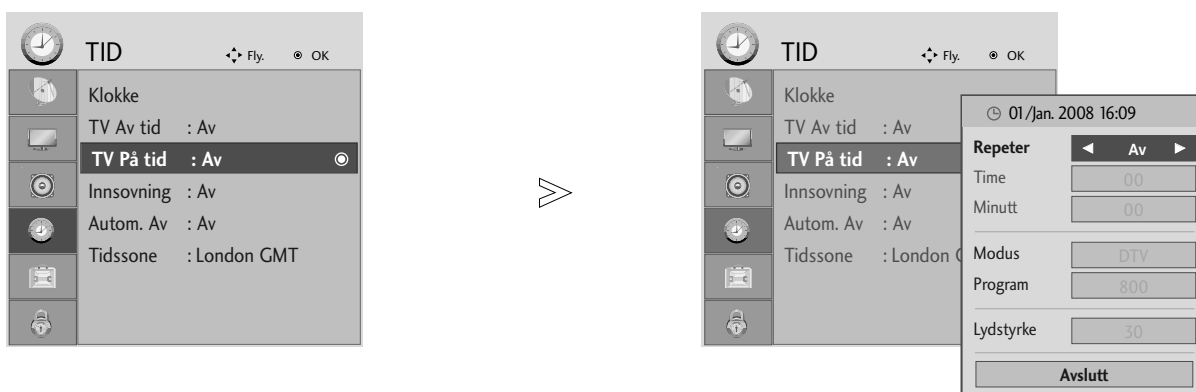 TID Fly. OK
Klokke
TV Av tid : Av
TV På tid : Av
Innsovning : Av
Autom. Av : Av
Tidssone : London GMT
TID Fly. OK
Klokke
TV Av tid : Av
TV På tid : Av
Innsovning : Av
Autom. Av : Av
Tidssone : London G
01/Jan. 2008 16:09
Repeter Av
Time 00
Minutt 00
Modus DTV
Program 800
Lydstyrke 30
Avslutt